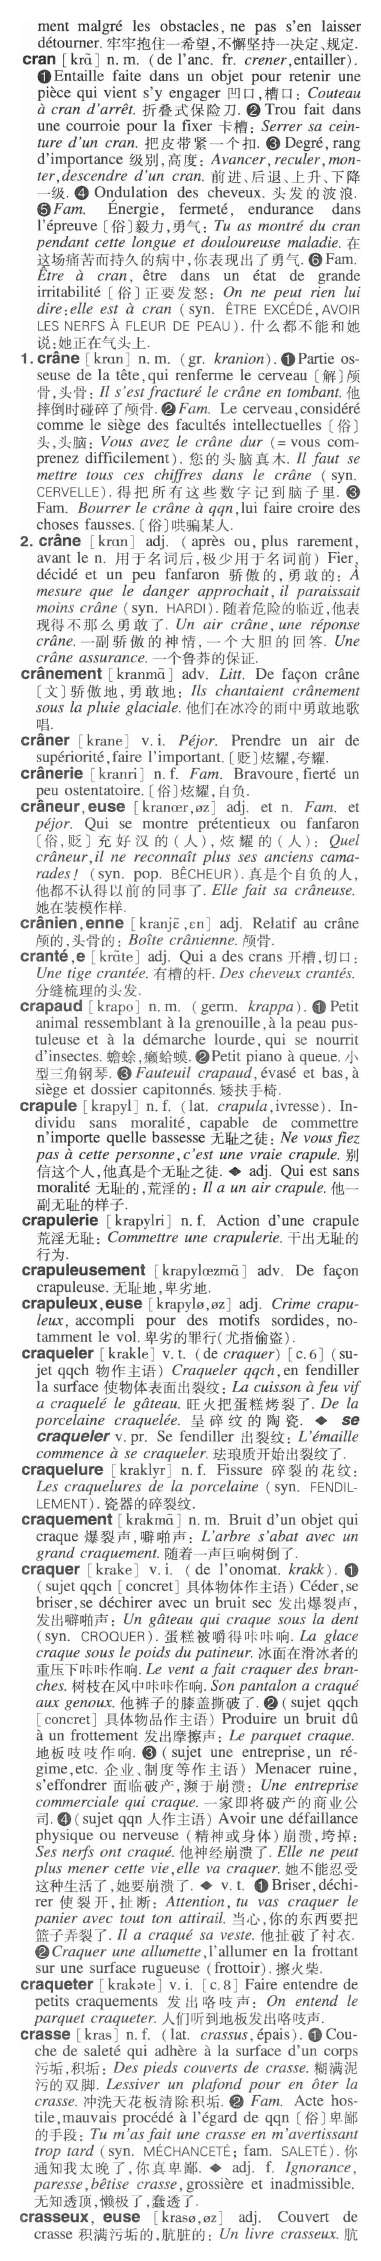 ment malgré les obstacles, ne pas s'en laisser
détourner. 牢牢抱住一希望,不懈坚持一决定、规定.
cran [krɑ̃] n. m. (de l'anc. fr. crener,entailler).
❶Entaille faite dans un objet pour retenir une
pièce qui vient s'y engager 凹口,槽口: Couteau
à cran d'arrêt. 折叠式保险刀. ❷ Trou fait dans
une courroie pour la fixer 卡槽: Serrer sa cein-
ture d'un cran. 把皮带紧一个扣. ❸ Degré, rang
d'importance 级别,高度: Avancer, reculer, mon-
ter, descendre d'un cran. 前进、后退、上升、下降
一级. ❹ Ondulation des cheveux. 头发的波浪.
❺Fam. Énergie, fermeté, endurance dans
l'épreuve〔俗〕毅力,勇气: Tu as montré du cran
pendant cette longue et douloureuse maladie. 在
这场痛苦而持久的病中,你表现出了勇气. ❻ Fam.
Être à cran, être dans un état de grande
irritabilité〔俗〕正要发怒: On ne peut rien lui
dire:elle est à cran (syn. ÊTRE EXCÉDÉ, AVOIR
LES NERFS À FLEUR DE PEAU). 什么都不能和她
说;她正在气头上.
1. crâne [krɑn] n. m. (gr. kranion). ❶Partie os-
seuse de la tête, qui renferme le cerveau〔解〕颅
骨,头骨: Il s'est fracturé le crâne en tombant. 他
摔倒时碰碎了颅骨. ❷ Fam. Le cerveau, considéré
comme le siège des facultés intellectuelles〔俗〕
头,头脑: Vous avez le crâne dur (= vous com-
prenez difficilement). 您的头脑真木. Il faut se
mettre tous ces chiffres dans le crâne (syn.
CERVELLE). 得把所有这些数字记到脑子里. ❸
Fam. Bourrer le crâne à qqn, lui faire croire des
choses fausses.〔俗〕哄骗某人.
2. crâne [krɑn] adj. (après ou, plus rarement,
avant le n. 用于名词后,极少用于名词前) Fier,
décidé et un peu fanfaron 骄傲的,勇敢的: À
mesure que le danger approchait, il paraissait
moins crâne (syn. HARDI). 随着危险的临近,他表
现得不那么勇敢了. Un air crâne, une réponse
crâne. 一副骄傲的神情,一个大胆的回答. Une
crâne assurance. 一个鲁莽的保证.
crânement [kranmɑ̃] adv. Litt. De façon crâne
〔文〕骄傲地,勇敢地: Ils chantaient crânement
sous la pluie glaciale. 他们在冰冷的雨中勇敢地歌
唱.
crâner [krane] v. i. Péjor. Prendre un air de
supériorité, faire l'important.〔贬〕炫耀,夸耀.
crânerie [kranri] n. f. Fam. Bravoure, fierté un
peu ostentatoire.〔俗〕炫耀,自负.
crâneur, euse [kranœr,øz] adj. et n. Fam. et
péjor. Qui se montre prétentieux ou fanfaron
〔俗,贬〕充好汉的(人),炫耀的(人): Quel
crâneur, il ne reconnaît plus ses anciens cama-
rades! (syn. pop. BÊCHEUR). 真是个自负的人,
他都不认得以前的同事了. Elle fait sa crâneuse.
她在装模作样.
crânien, enne [kranjɛ̃,ɛn] adj. Relatif au crâne
颅的,头骨的: Boîte crânienne. 颅骨.
cranté, e [krɑ̃te] adj. Qui a des crans 开槽,切口:
Une tige crantée. 有槽的杆. Des cheveux crantés.
分缝梳理的头发.
crapaud [krapo] n. m. (germ. krappa). ❶ Petit
animal ressemblant à la grenouille, à la peau pus-
tuleuse et à la démarche lourde, qui se nourrit
d'insectes. 蟾蜍,癞蛤蟆. ❷Petit piano à queue. 小
型三角钢琴. ❸ Fauteuil crapaud, évasé et bas, à
siège et dossier capitonnés. 矮扶手椅.
crapule [krapyl] n. f. (lat. crapula, ivresse). In-
dividu sans moralité, capable de commettre
n'importe quelle bassesse 无耻之徒: Ne vous fiez
pas à cette personne, c'est une vraie crapule. 别
信这个人,他真是个无耻之徒. ◆ adj. Qui est sans
moralité 无耻的,荒淫的: Il a un air crapule. 他一
副无耻的样子.
crapulerie [krapylri] n. f. Action d'une crapule
荒淫无耻: Commettre une crapulerie. 干出无耻的
行为.
crapuleusement [krapyløzmɑ̃] adv. De façon
crapuleuse. 无耻地,卑劣地.
crapuleux, euse [krapylø,øz] adj. Crime crapu-
leux, accompli pour des motifs sordides, no-
tamment le vol. 卑劣的罪行(尤指偷盗).
craqueler [krakle] v. t. (de craquer) [c. 6] (su-
jet qqch 物作主语) Craqueler qqch, en fendiller
la surface 使物体表面出裂纹: La cuisson à feu vif
a craquelé le gâteau. 旺火把蛋糕烤裂了. De la
porcelaine craquelée. 呈碎纹的陶瓷. ◆ se
craqueler v. pr. Se fendiller 出裂纹: L'émaille
commence à se craqueler. 珐琅质开始出裂纹了.
craquelure [kraklyr] n. f. Fissure 碎裂的花纹:
Les craquelures de la porcelaine (syn. FENDIL-
LEMENT). 瓷器的碎裂纹.
craquement [krakmɑ̃] n. m. Bruit d'un objet qui
craque 爆裂声,噼啪声: L'arbre s'abat avec un
grand craquement. 随着一声巨响树倒了.
craquer [krake] v. i. (de l'onomat. krakk). ❶
(sujet qqch [concret] 具体物体作主语) Céder, se
briser, se déchirer avec un bruit sec 发出爆裂声,
发出噼啪声: Un gâteau qui craque sous la dent
(syn. CROQUER). 蛋糕被嚼得咔咔响. La glace
craque sous le poids du patineur. 冰面在滑冰者的
重压下咔咔作响. Le vent a fait craquer des bran-
ches. 树枝在风中咔咔作响. Son pantalon a craqué
aux genoux. 他裤子的膝盖撕破了. ❷ (sujet qqch
[concret] 具体物品作主语) Produire un bruit dû
à un frottement 发出摩擦声: Le parquet craque.
地板吱吱作响. ❸ (sujet une entreprise, un ré-
gime, etc. 企业、制度等作主语) Menacer ruine,
s'effondrer 面临破产,濒于崩溃: Une entreprise
commerciale qui craque. 一家即将破产的商业公
司. ❹(sujet qqn 人作主语) Avoir une défaillance
physique ou nerveuse (精神或身体)崩溃,垮掉:
Ses nerfs ont craqué. 他神经崩溃了. Elle ne peut
plus mener cette vie, elle va craquer. 她不能忍受
这种生活了,她要崩溃了. ◆ v. t. ❶Briser, déchi-
rer 使裂开,扯断: Attention, tu vas craquer le
panier avec tout ton attirail. 当心,你的东西要把
篮子弄裂了. Il a craqué sa veste. 他扯破了衬衣.
❷Craquer une allumette, l'allumer en la frottant
sur une surface rugueuse (frottoir). 擦火柴.
craqueter [krakəte] v. i. [c. 8] Faire entendre de
petits craquements 发出咯吱声: On entend le
parquet craqueter. 人们听到地板发出咯吱声.
crasse [kras] n. f. (lat. crassus, épais). ❶ Cou-
che de saleté qui adhère à la surface d'un corps
污垢,积垢: Des pieds couverts de crasse. 糊满泥
污的双脚. Lessiver un plafond pour en ôter la
crasse. 冲洗天花板清除积垢. ❷ Fam. Acte hos-
tile, mauvais procédé à l'égard de qqn〔俗〕卑鄙
的手段: Tu m'as fait une crasse en m'avertissant
trop tard (syn. MÉCHANCETÉ; fam. SALETÉ). 你
通知我太晚了,你真卑鄙. ◆ adj. f. Ignorance,
paresse, bêtise crasse, grossière et inadmissible.
无知透顶,懒极了,蠢透了.
crasseux, euse [krasø,øz] adj. Couvert de
crasse 积满污垢的,肮脏的: Un livre crasseux. 肮